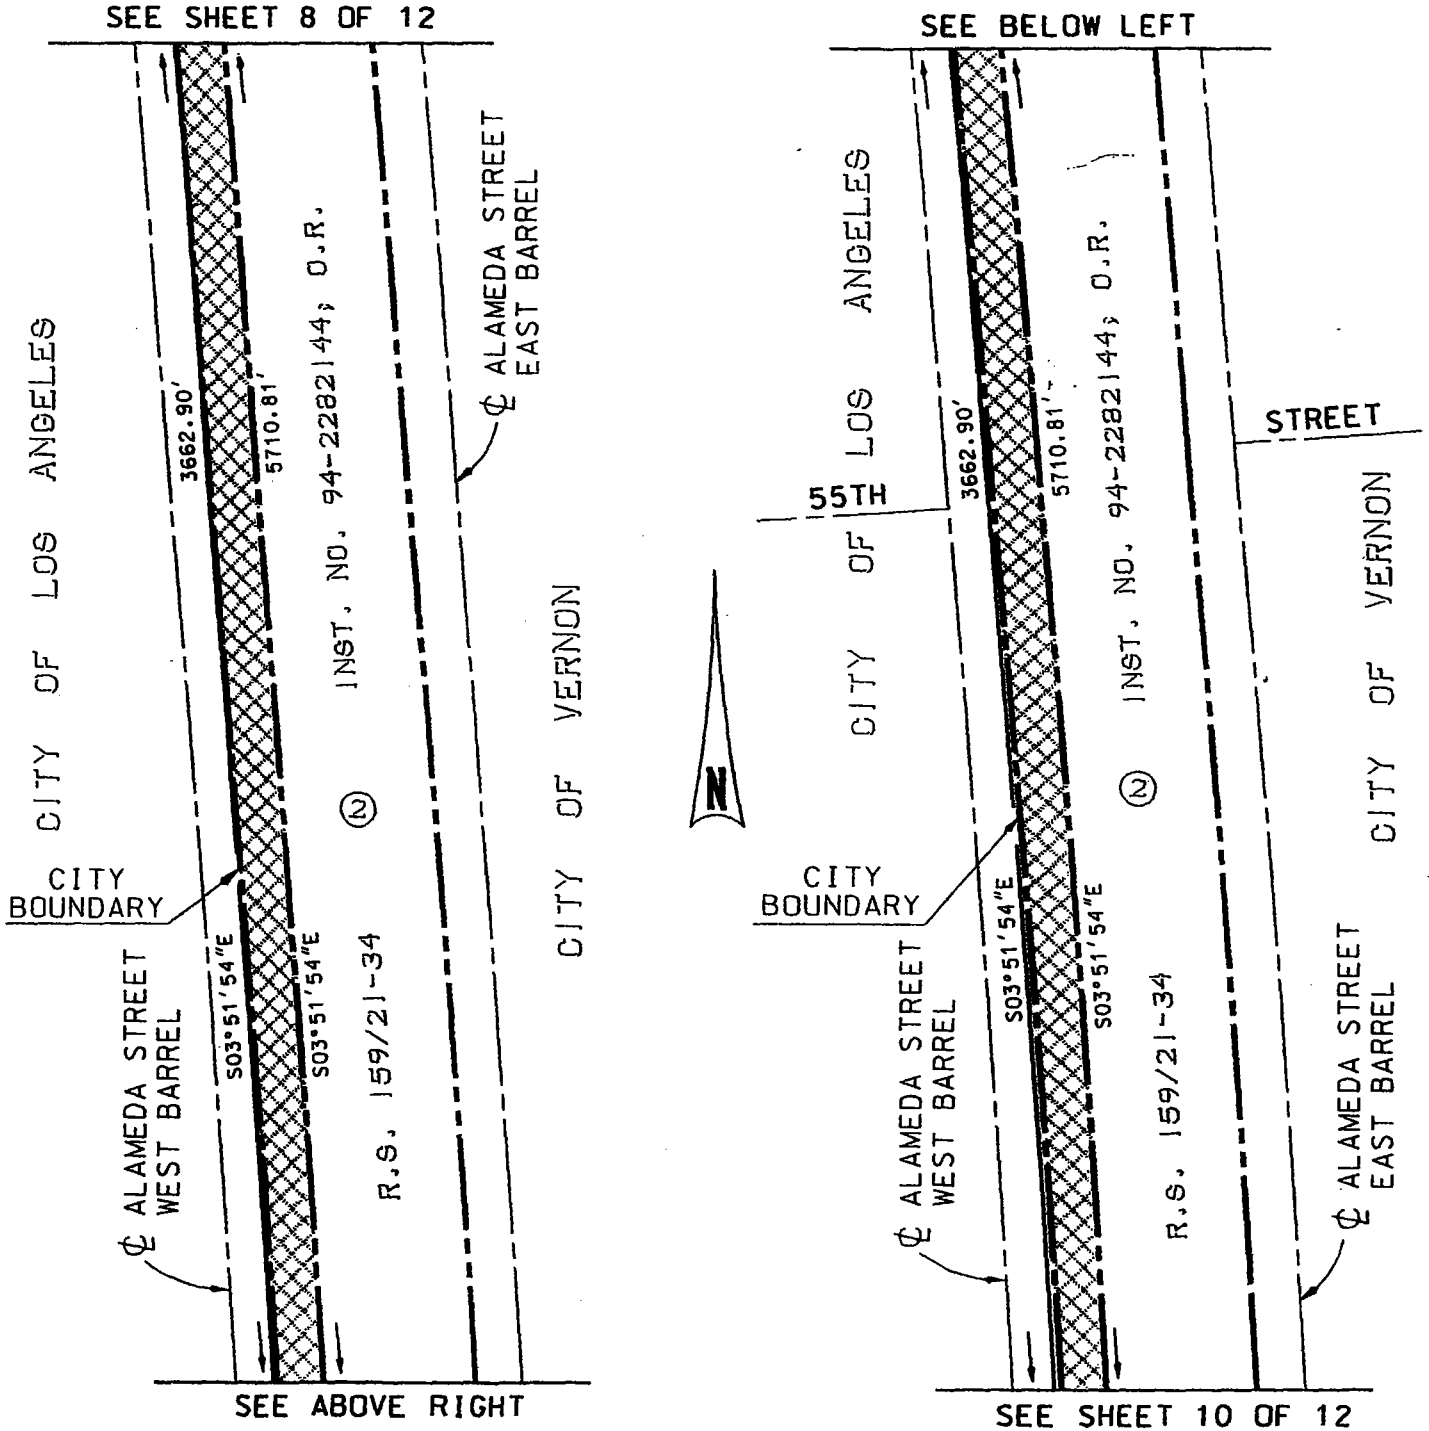 SEE SHEET 8 OF 12
CITY OF LOS ANGELES
3662.90'
5710.81'
INST. NO. 94-2282144; O.R.
℄ ALAMEDA STREET
EAST BARREL
CITY OF VERNON
2
CITY
BOUNDARY
S03°51'54"E
S03°51'54"E
R.S. 159/21-34
℄ ALAMEDA STREET
WEST BARREL
SEE ABOVE RIGHT
N
SEE BELOW LEFT
CITY OF LOS ANGELES
3662.90'
5710.81'
INST. NO. 94-2282144; O.R.
55TH STREET
CITY OF VERNON
2
CITY
BOUNDARY
S03°51'54"E
S03°51'54"E
R.S. 159/21-34
℄ ALAMEDA STREET
WEST BARREL
℄ ALAMEDA STREET
EAST BARREL
SEE SHEET 10 OF 12